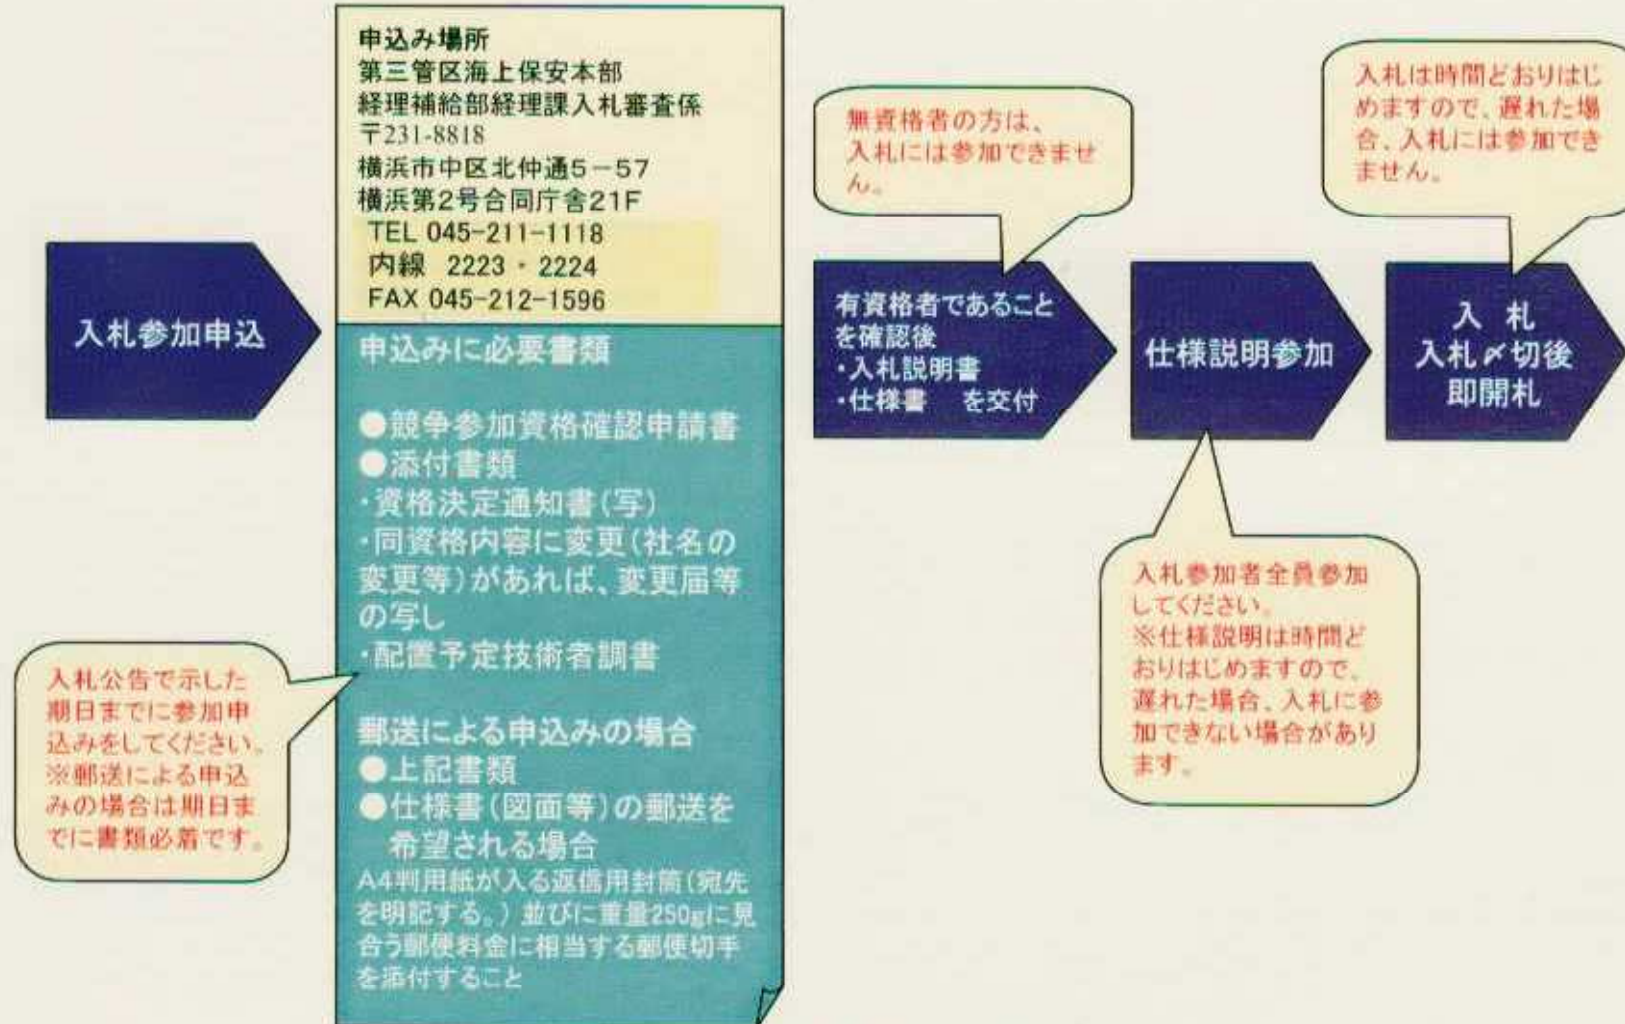 入札参加申込
申込み場所
第三管区海上保安本部
経理補給部経理課入札審査係
〒231-8818
横浜市中区北仲通5－57
横浜第2号合同庁舎21F
TEL 045-211-1118
内線 2223・2224
FAX 045-212-1596
申込みに必要書類
●競争参加資格確認申請書
●添付書類
・資格決定通知書(写)
・同資格内容に変更(社名の
変更等)があれば、変更届等
の写し
・配置予定技術者調書
郵送による申込みの場合
●上記書類
●仕様書(図面等)の郵送を
希望される場合
A4判用紙が入る返信用封筒(宛先
を明記する。)並びに重量250gに見
合う郵便料金に相当する郵便切手
を添付すること
入札公告で示した
期日までに参加申
込みをしてください。
※郵送による申込
みの場合は期日ま
でに書類必着です。
無資格者の方は、
入札には参加できませ
ん。
有資格者であること
を確認後
・入札説明書
・仕様書 を交付
仕様説明参加
入札参加者全員参加
してください。
※仕様説明は時間ど
おりはじめますので、
遅れた場合、入札に参
加できない場合があり
ます。
入札は時間どおりはじ
めますので、遅れた場
合、入札には参加でき
ません。
入 札
入札〆切後
即開札